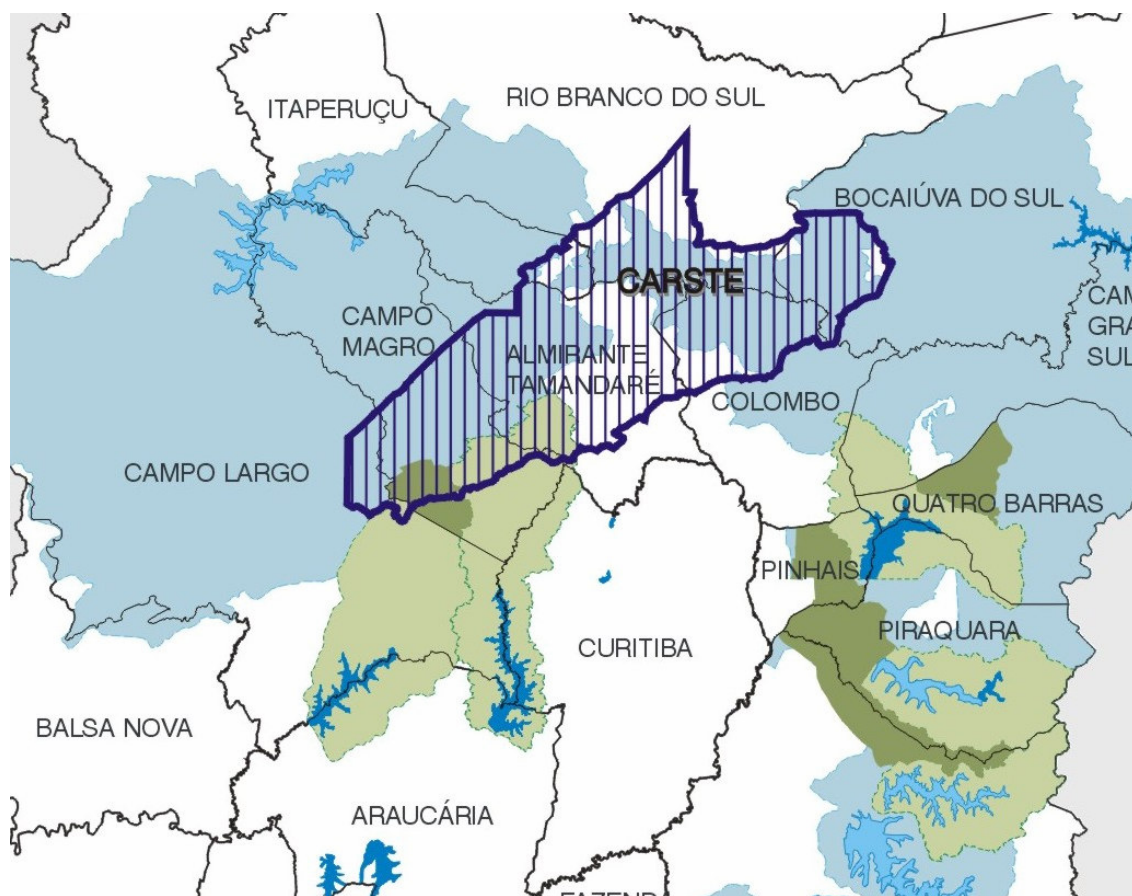 RIO BRANCO DO SUL
ITAPERUÇU
BOCAIÚVA DO SUL
CARSTE
CAMPO
MAGRO
ALMIRANTE
TAMANDARÉ
COLOMBO
CAMPO LARGO
QUATRO BARRAS
PINHAIS
PIRAQUARA
CURITIBA
BALSA NOVA
ARAUCÁRIA